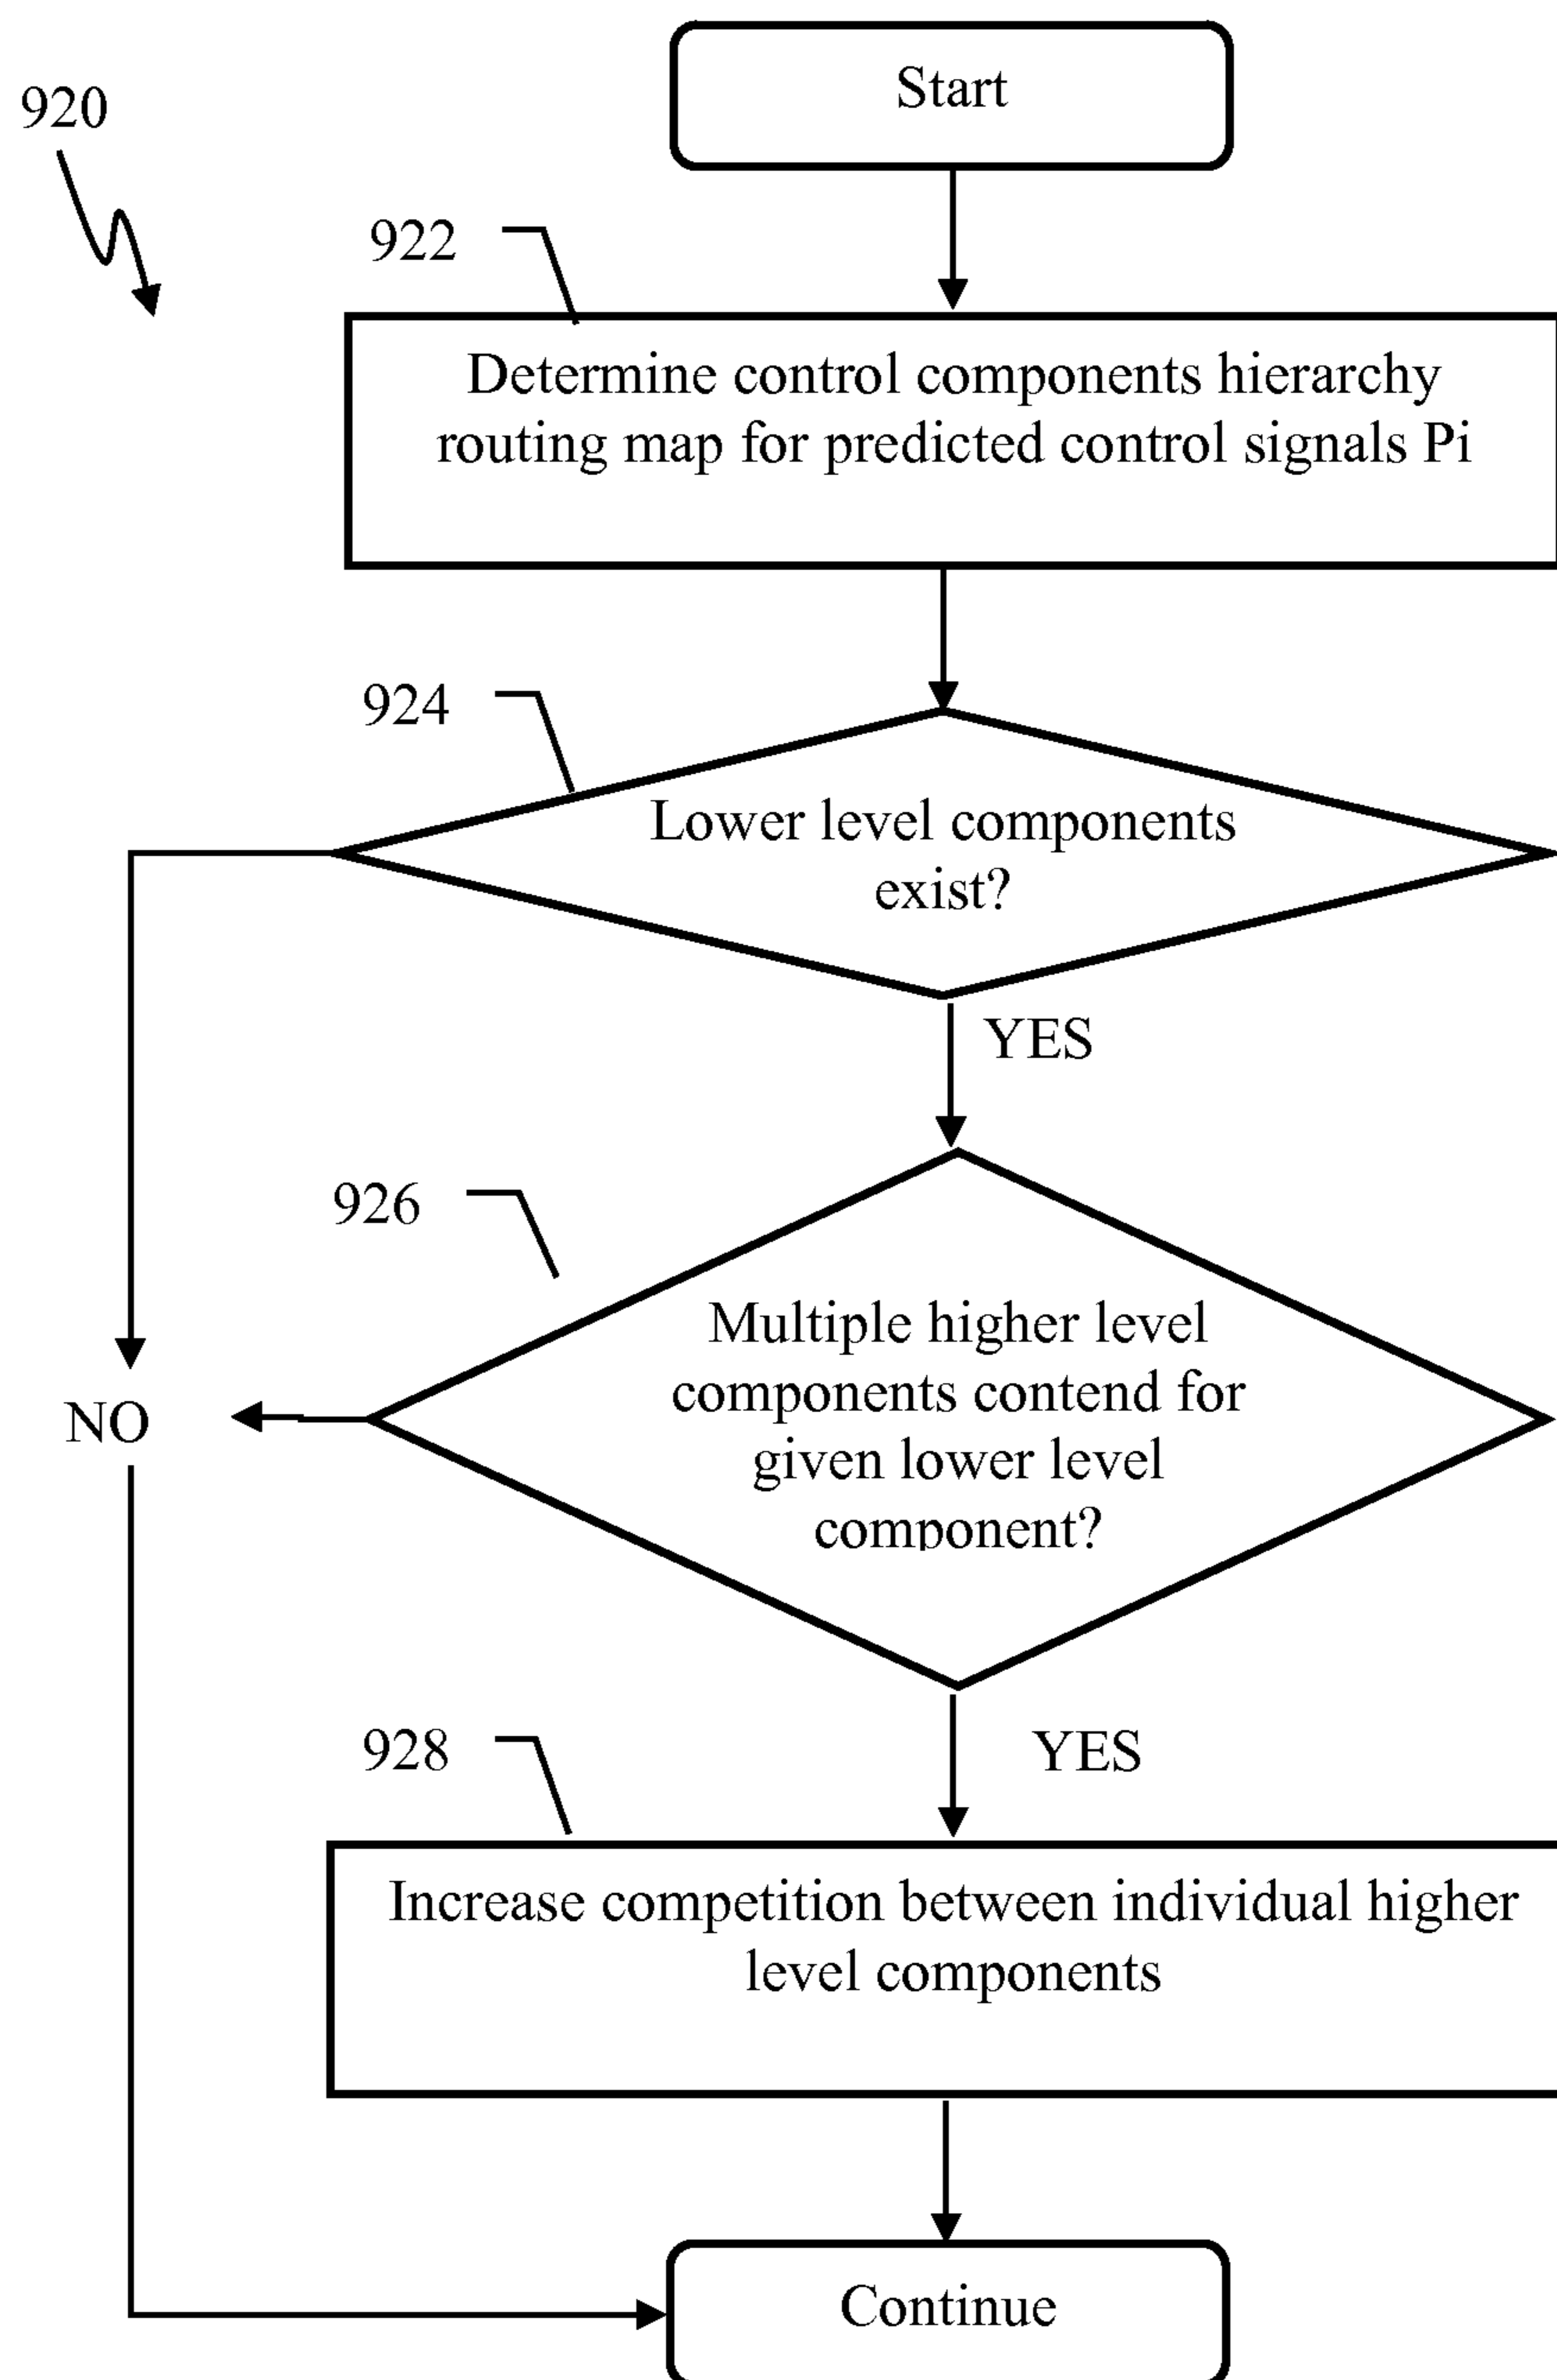 Start
920
922
Determine control components hierarchy
routing map for predicted control signals Pi
924
Lower level components
exist?
YES
926
Multiple higher level
components contend for
given lower level
component?
NO
YES
928
Increase competition between individual higher
level components
Continue